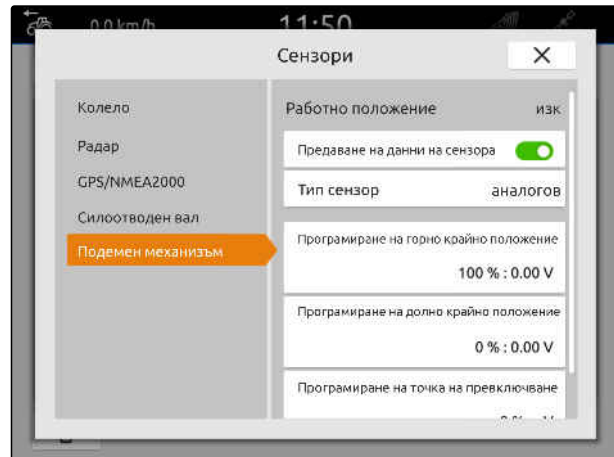 0.0 km/h
11:50
Сензори
Колело
Радар
GPS/NMEA2000
Силоотводен вал
Подемен механизъм
Работно положение изк
Предаване на данни на сензора
Тип сензор аналогов
Програмиране на горно крайно положение
100 % : 0.00 V
Програмиране на долно крайно положение
0 % : 0.00 V
Програмиране на точка на превключване